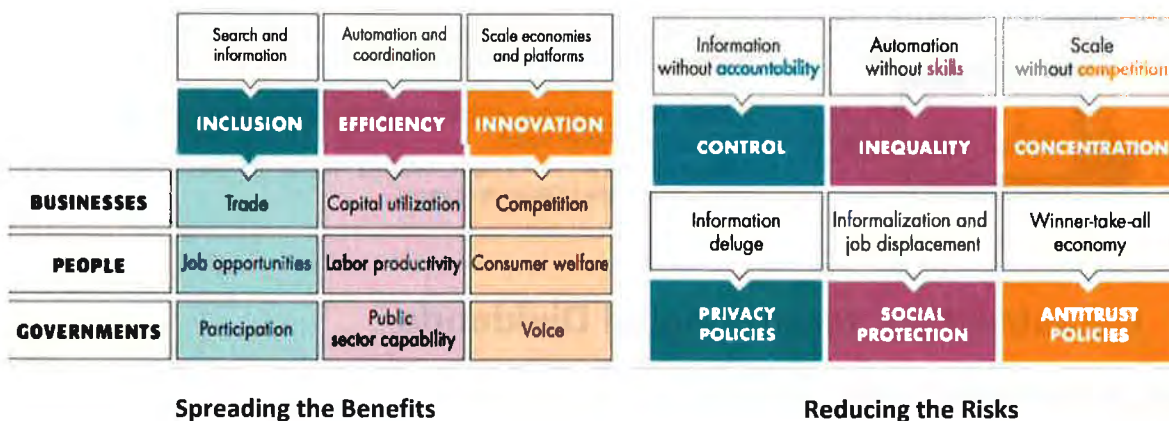 Search and
information
Automation and
coordination
Scale economies
and platforms
INCLUSION
EFFICIENCY
INNOVATION
BUSINESSES
Trade
Capital utilization
Competition
PEOPLE
Job opportunities
Labor productivity
Consumer welfare
GOVERNMENTS
Participation
Public
sector capability
Voice
Spreading the Benefits
Information
without accountability
Automation
without skills
Scale
without competition
CONTROL
INEQUALITY
CONCENTRATION
Information
deluge
Informalization and
job displacement
Winner-take-all
economy
PRIVACY
POLICIES
SOCIAL
PROTECTION
ANTITRUST
POLICIES
Reducing the Risks